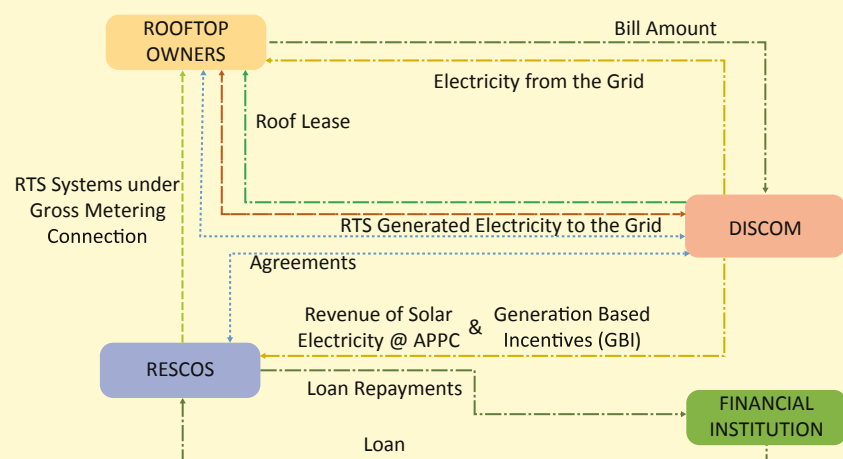 ROOFTOP
OWNERS
Bill Amount
Electricity from the Grid
Roof Lease
RTS Systems under
Gross Metering
Connection
RTS Generated Electricity to the Grid
DISCOM
Agreements
Revenue of Solar
Electricity @ APPC
&
Generation Based
Incentives (GBI)
RESCOS
Loan Repayments
FINANCIAL
INSTITUTION
Loan